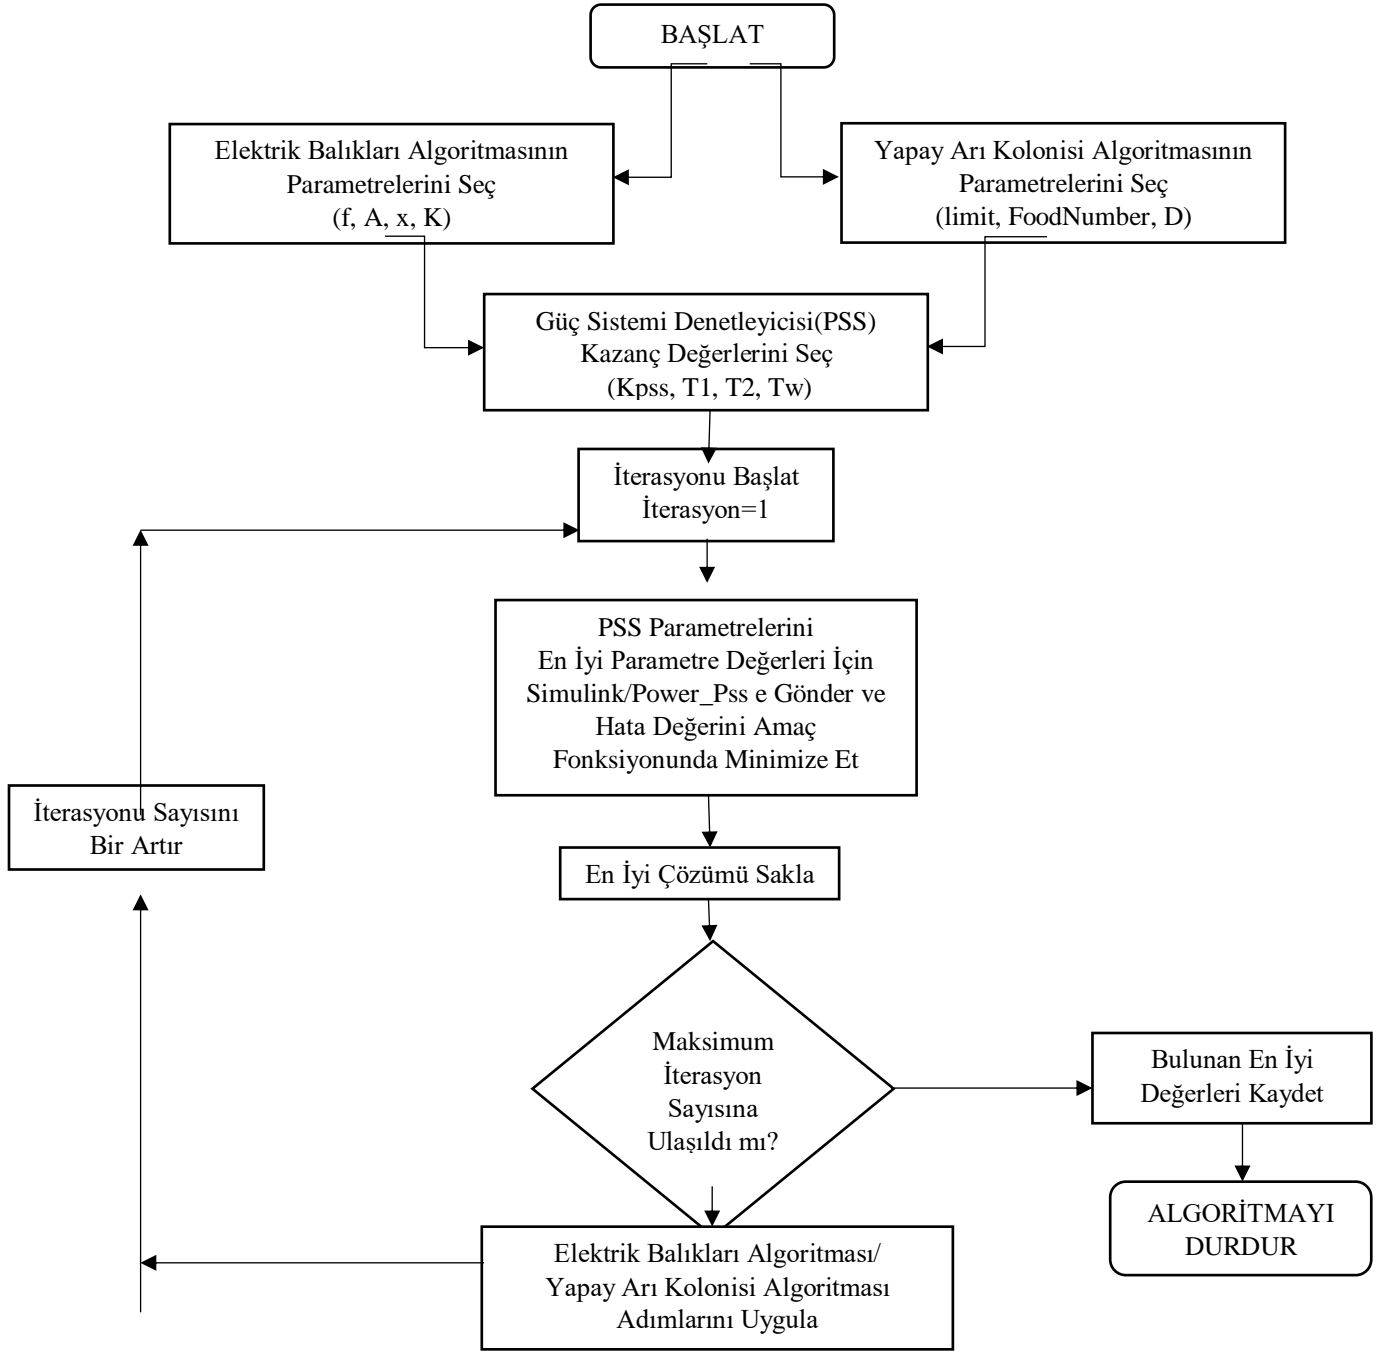 BAŞLAT
Elektrik Balıkları Algoritmasının
Parametrelerini Seç
(f, A, x, K)
Yapay Arı Kolonisi Algoritmasının
Parametrelerini Seç
(limit, FoodNumber, D)
Güç Sistemi Denetleyicisi(PSS)
Kazanç Değerlerini Seç
(Kpss, T1, T2, Tw)
İterasyonu Başlat
İterasyon=1
PSS Parametrelerini
En İyi Parametre Değerleri İçin
Simulink/Power_Pss e Gönder ve
Hata Değerini Amaç
Fonksiyonunda Minimize Et
İterasyonu Sayısını
Bir Artır
En İyi Çözümü Sakla
Maksimum
İterasyon
Sayısına
Ulaşıldı mı?
Bulunan En İyi
Değerleri Kaydet
ALGORİTMAYI
DURDUR
Elektrik Balıkları Algoritması/
Yapay Arı Kolonisi Algoritması
Adımlarını Uygula